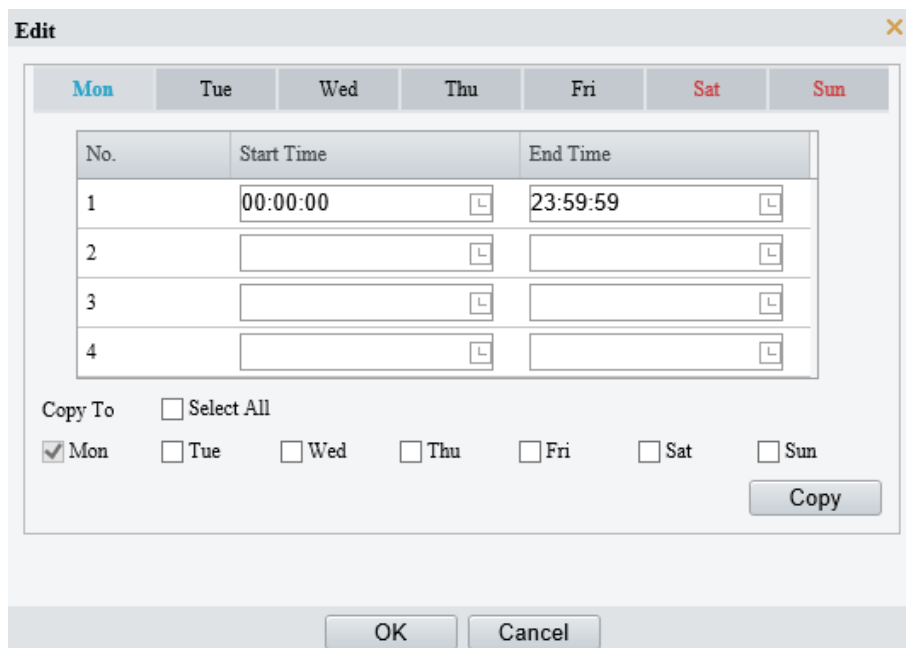 Edit
Mon Tue Wed Thu Fri Sat Sun
No. Start Time End Time
1 00:00:00 23:59:59
2
3
4
Copy To Select All
Mon Tue Wed Thu Fri Sat Sun
Copy
OK Cancel